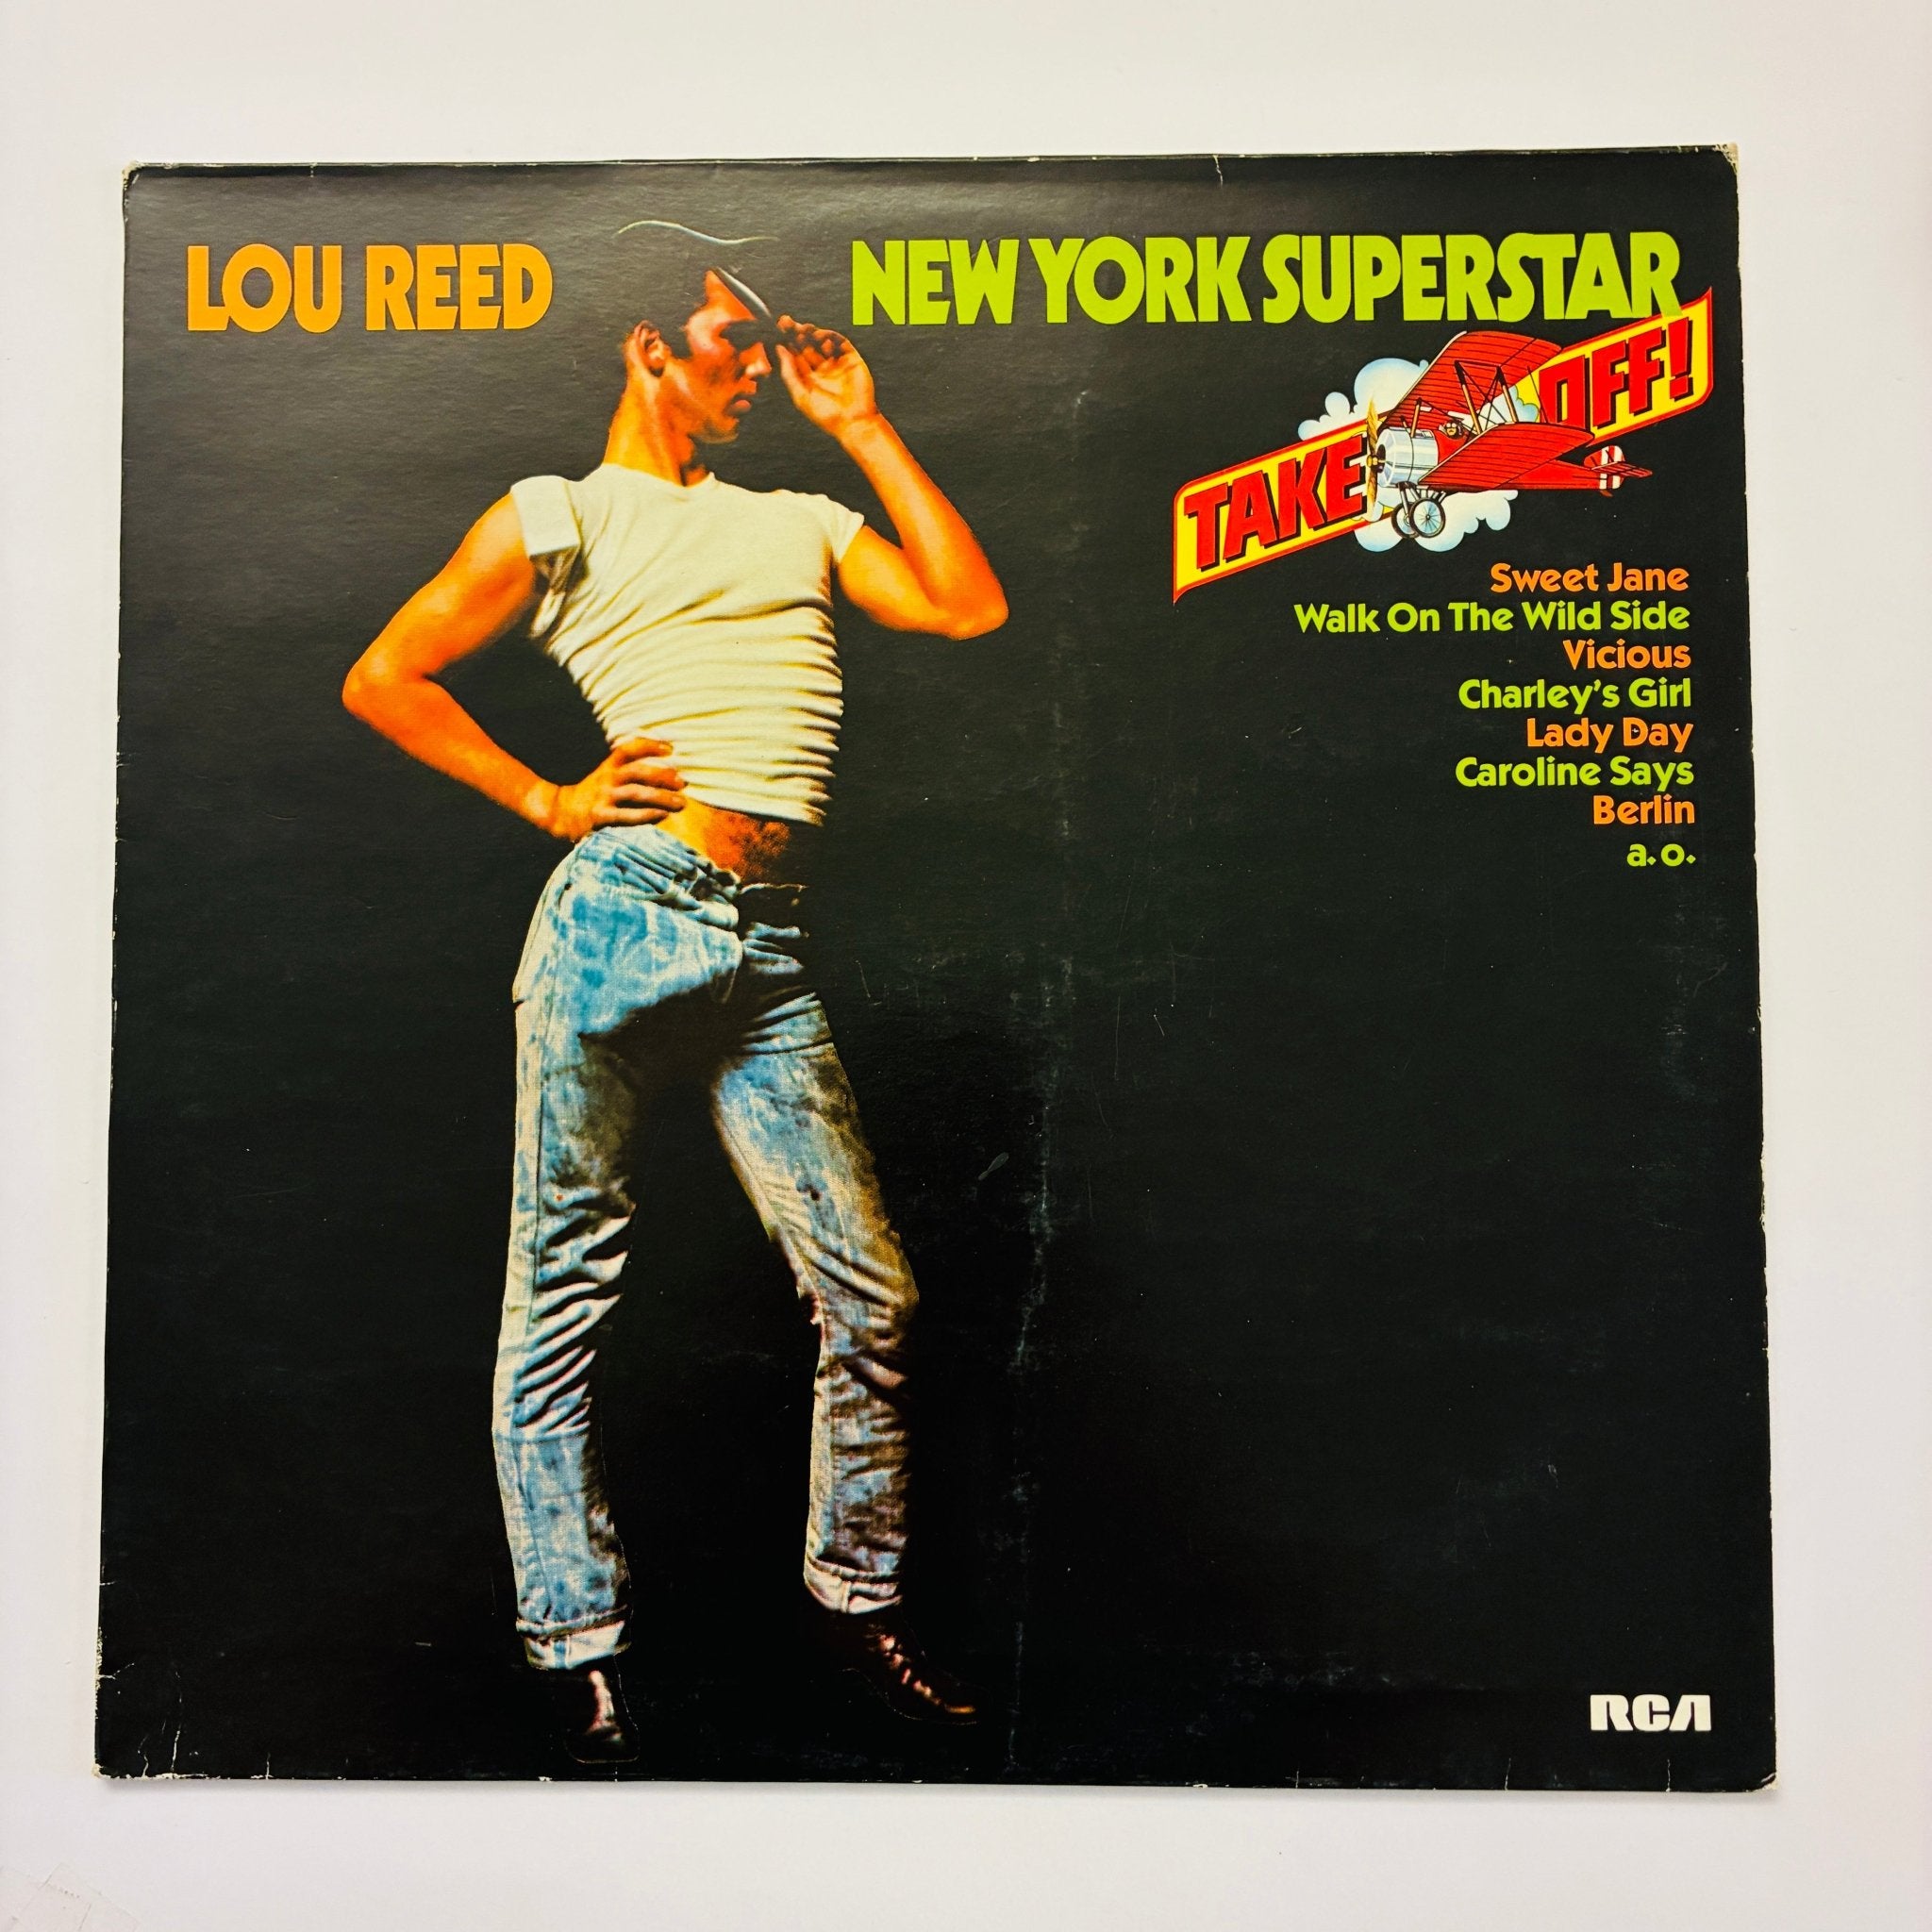 LOU REED
NEW YORK SUPERSTAR
TAKE OFF!
Sweet Jane
Walk On The Wild Side
Vicious
Charley's Girl
Lady Day
Caroline Says
Berlin
a. o.
RCA